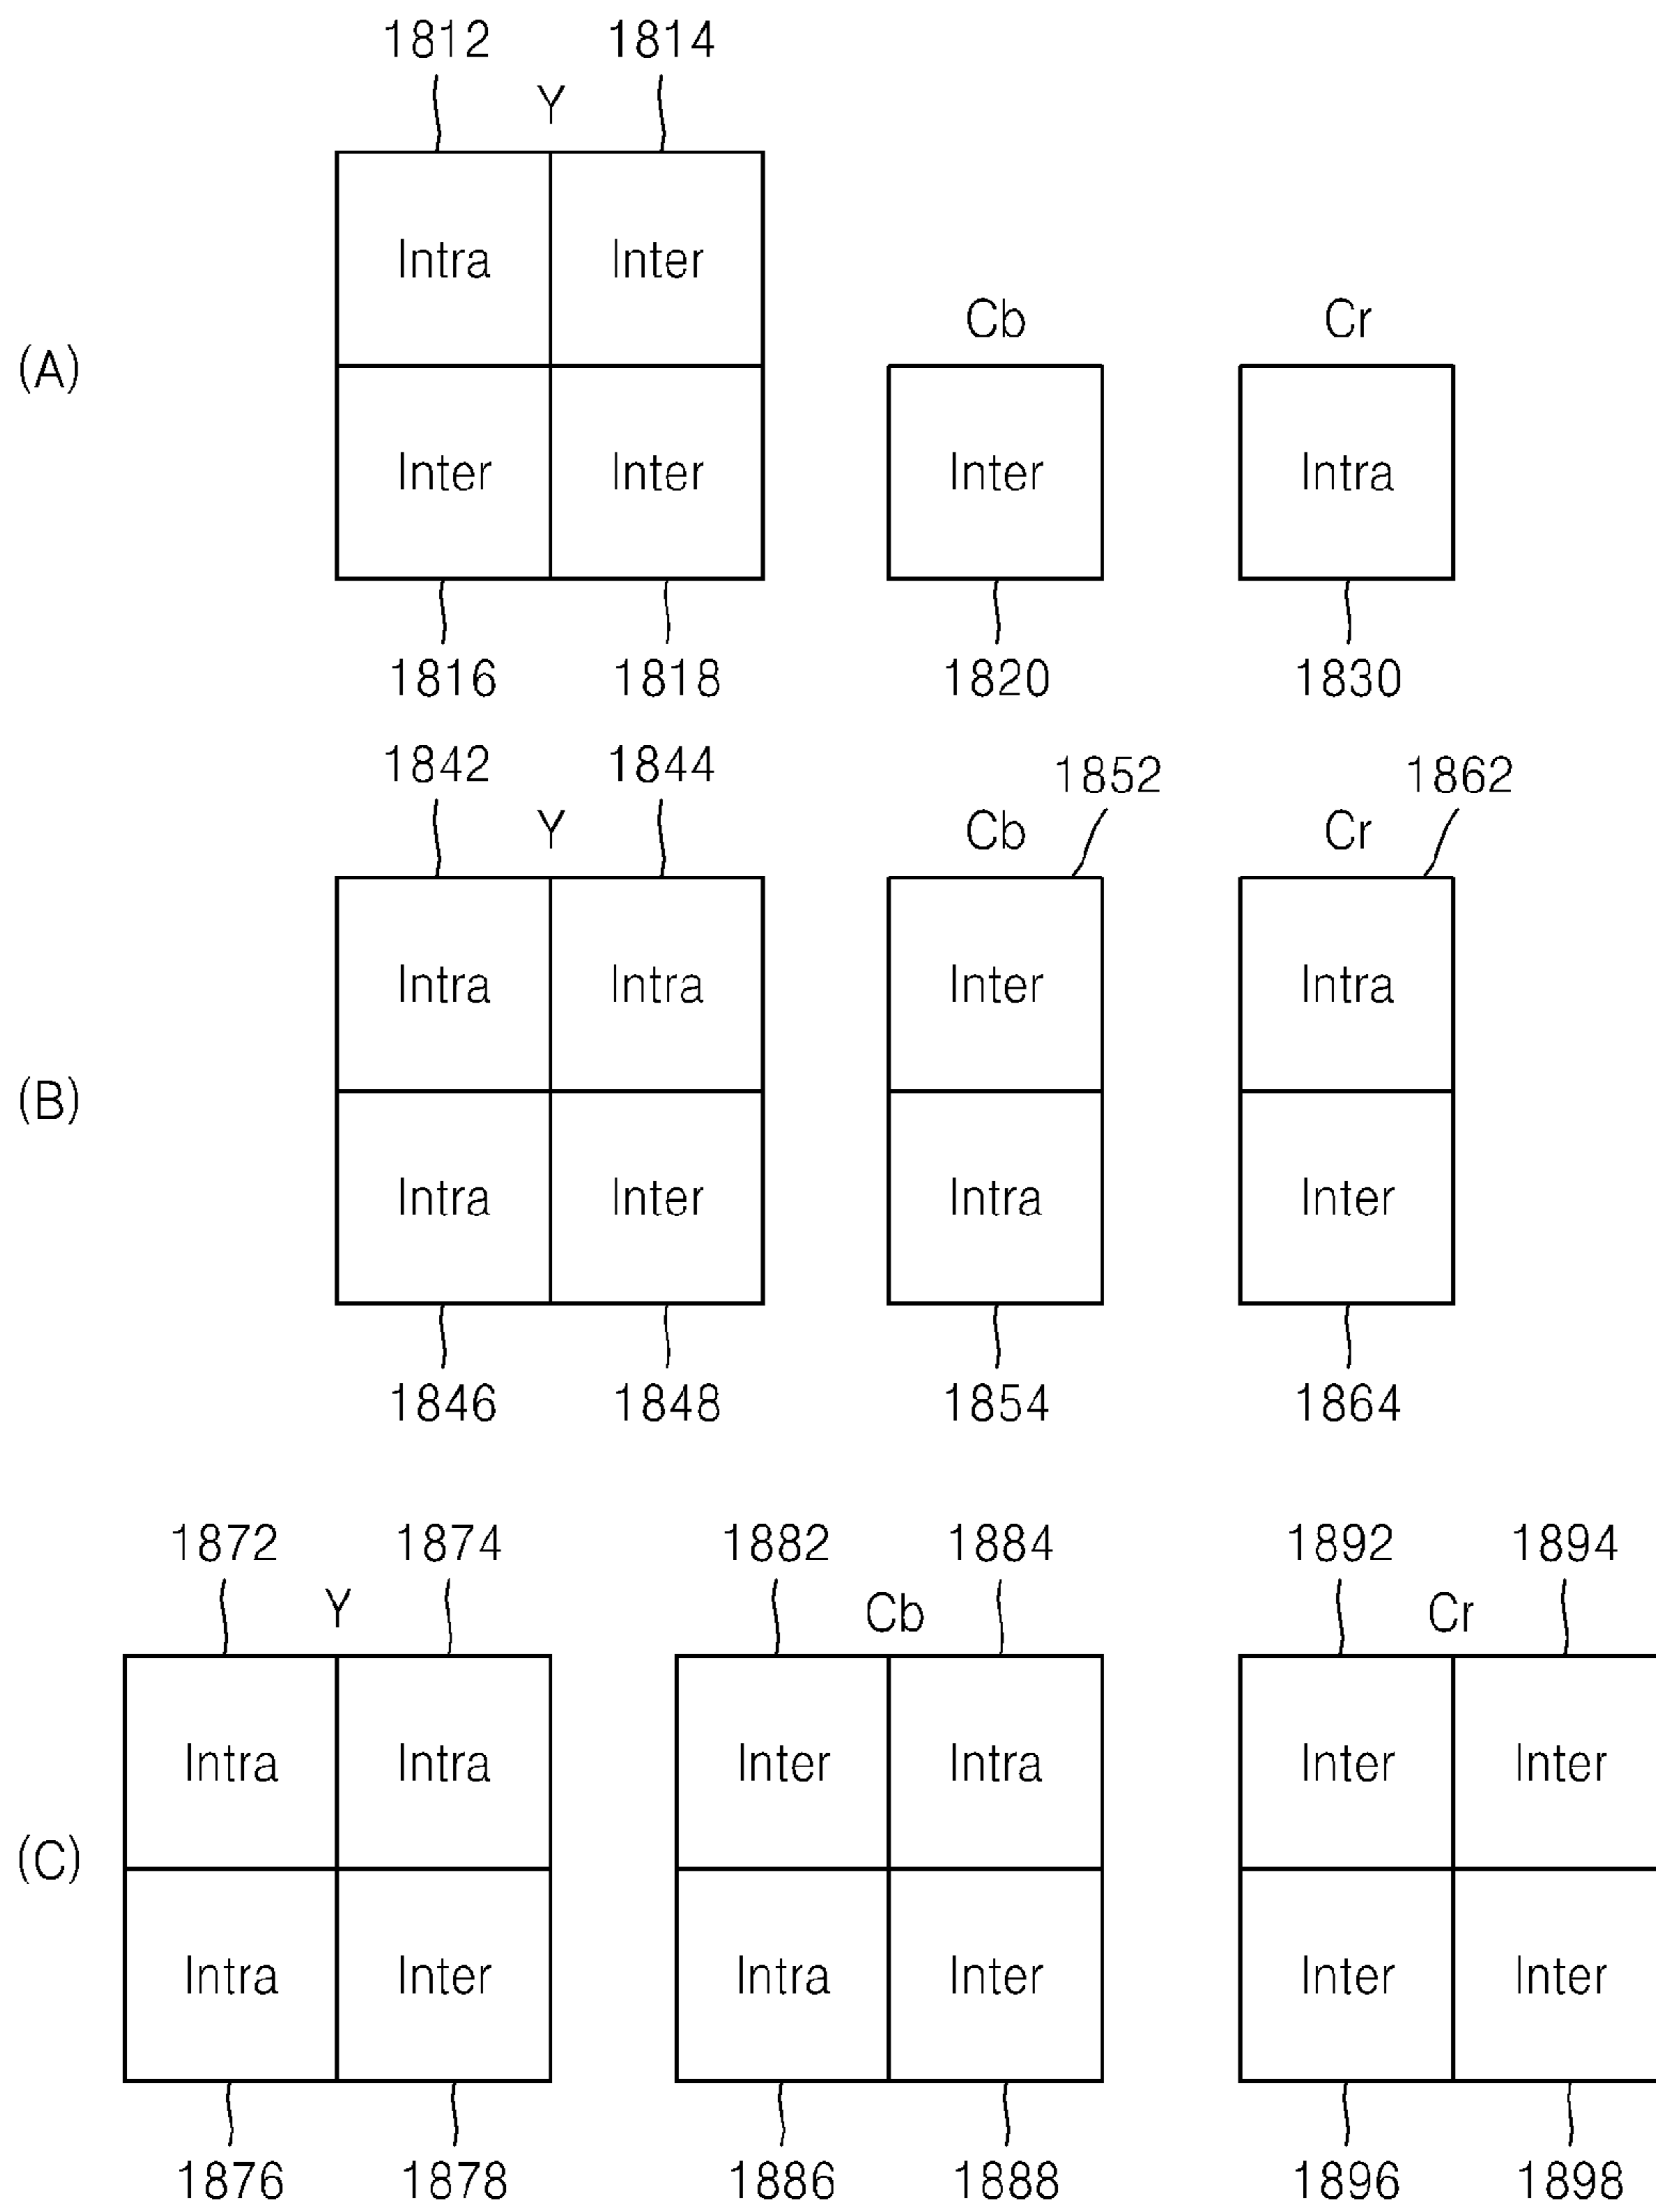 1812 1814
Y
Intra Inter
Cb Cr
(A)
Inter Inter Inter Intra
1816 1818 1820 1830
1842 1844 1852 1862
Y Cb Cr
Intra Intra Inter Intra
(B)
Intra Inter Intra Inter
1846 1848 1854 1864
1872 1874 1882 1884 1892 1894
Y Cb Cr
Intra Intra Inter Intra Inter Inter
(C)
Intra Inter Intra Inter Inter Inter
1876 1878 1886 1888 1896 1898